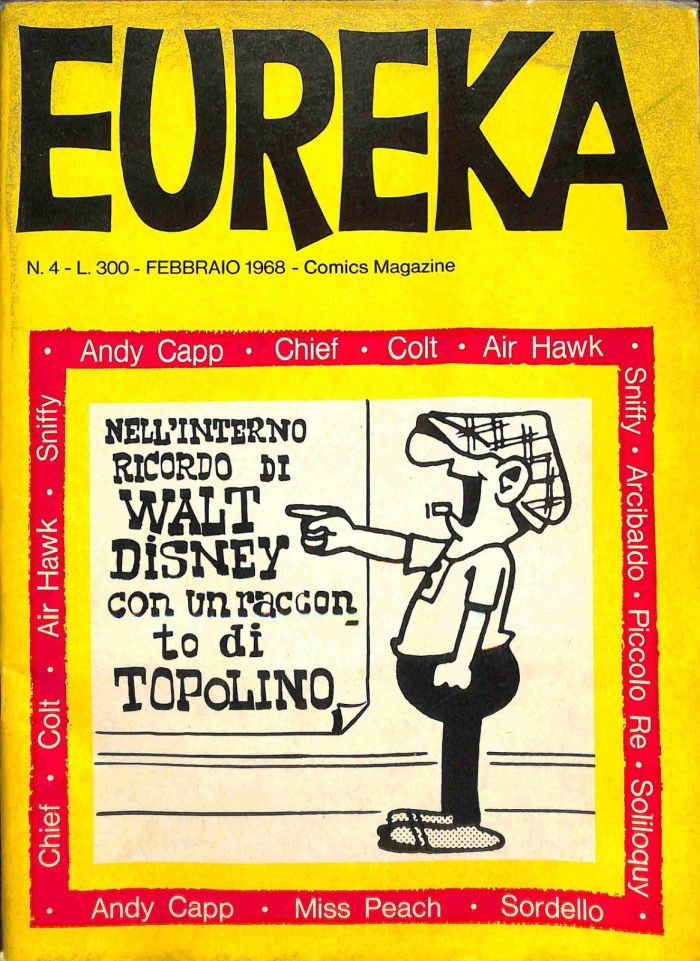 EUREKA
N. 4 - L. 300 - FEBBRAIO 1968 - Comics Magazine
• Andy Capp • Chief • Colt • Air Hawk •
Sniffy • Arcibaldo • Piccolo Re • Soliloquy •
Chief • Colt • Air Hawk • Sniffy
NELL'INTERNO
RICORDO DI
WALT
DISNEY
con un raccon_
to di
TOPOLINO
• Andy Capp • Miss Peach • Sordello •